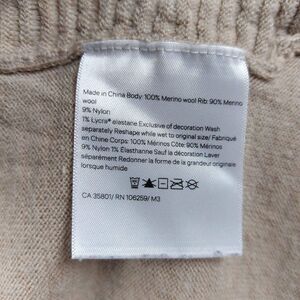 Made in China Body: 100% Merino wool Rib: 90% Merino
wool
9% Nylon
1% Lycra® elastane Exclusive of decoration Wash
separately Reshape while wet to original size/ Fabriqué
en Chine Corps: 100% Mérinos Côte: 90% Mérinos
9% Nylon 1% Élasthanne Sauf la décoration Laver
séparément Redonner la forme de la grandeur originale
lorsque humide
CA 35801/ RN 106259/ M3